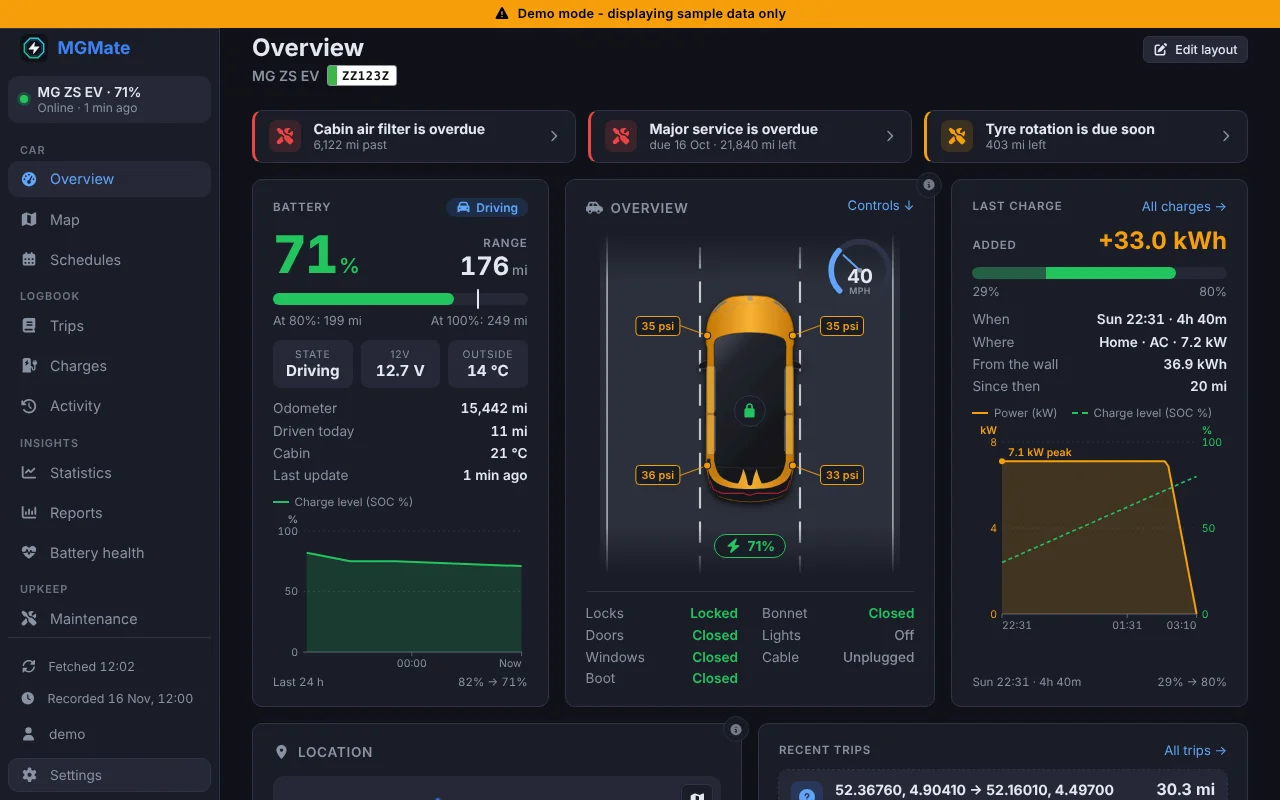 Demo mode - displaying sample data only
MGMate
MG ZS EV · 71%
Online · 1 min ago
CAR
Overview
Map
Schedules
LOGBOOK
Trips
Charges
Activity
INSIGHTS
Statistics
Reports
Battery health
UPKEEP
Maintenance
Fetched 12:02
Recorded 16 Nov, 12:00
demo
Settings
Overview
MG ZS EV ZZ123Z
Edit layout
Cabin air filter is overdue
6,122 mi past
Major service is overdue
due 16 Oct · 21,840 mi left
Tyre rotation is due soon
403 mi left
BATTERY
Driving
71%
RANGE
176 mi
At 80%: 199 mi
At 100%: 249 mi
STATE
Driving
12V
12.7 V
OUTSIDE
14 °C
Odometer 15,442 mi
Driven today 11 mi
Cabin 21 °C
Last update 1 min ago
Charge level (SOC %)
%
100
50
0
00:00 Now
Last 24 h 82% → 71%
OVERVIEW
Controls ↓
40
MPH
35 psi
35 psi
36 psi
33 psi
71%
Locks Locked
Bonnet Closed
Doors Closed
Lights Off
Windows Closed
Cable Unplugged
Boot Closed
LAST CHARGE
All charges →
ADDED
+33.0 kWh
29% 80%
When Sun 22:31 · 4h 40m
Where Home · AC · 7.2 kW
From the wall 36.9 kWh
Since then 20 mi
Power (kW) Charge level (SOC %)
kW %
8 100
7.1 kW peak
4 50
0 0
22:31 01:31 03:10
Sun 22:31 · 4h 40m 29% → 80%
LOCATION
RECENT TRIPS
All trips →
52.36760, 4.90410 → 52.16010, 4.49700
30.3 mi